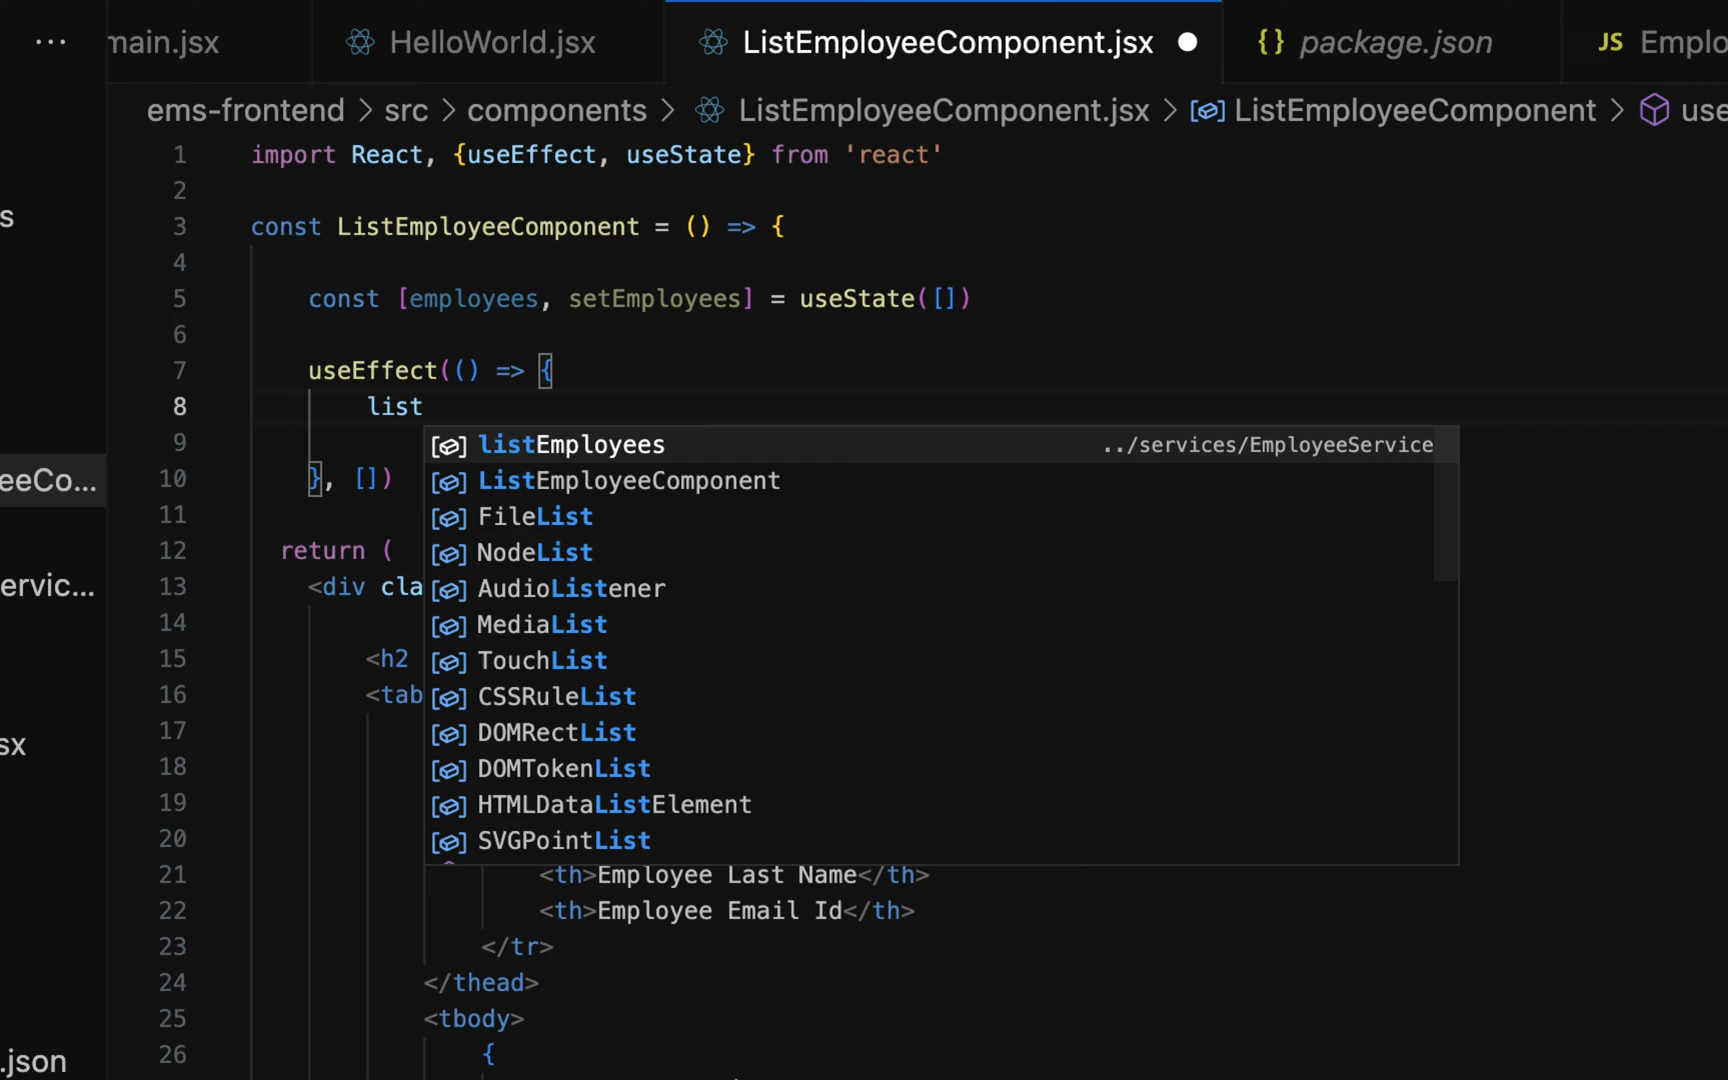 ... main.jsx HelloWorld.jsx ListEmployeeComponent.jsx package.json JS Emplo
ems-frontend > src > components > ListEmployeeComponent.jsx > ListEmployeeComponent > use
1 import React, {useEffect, useState} from 'react'
2
s
3 const ListEmployeeComponent = () => {
4
5 const [employees, setEmployees] = useState([])
6
7 useEffect(() => {
8 list
9 listEmployees ../services/EmployeeService
eeCo... 10 }, []) ListEmployeeComponent
11 FileList
12 return ( NodeList
ervic... 13 <div cla AudioListener
14 MediaList
15 <h2 TouchList
16 <tab CSSRuleList
sx 17 DOMRectList
18 DOMTokenList
19 HTMLDataListElement
20 SVGPointList
21 <th>Employee Last Name</th>
22 <th>Employee Email Id</th>
23 </tr>
24 </thead>
25 <tbody>
.json 26 {